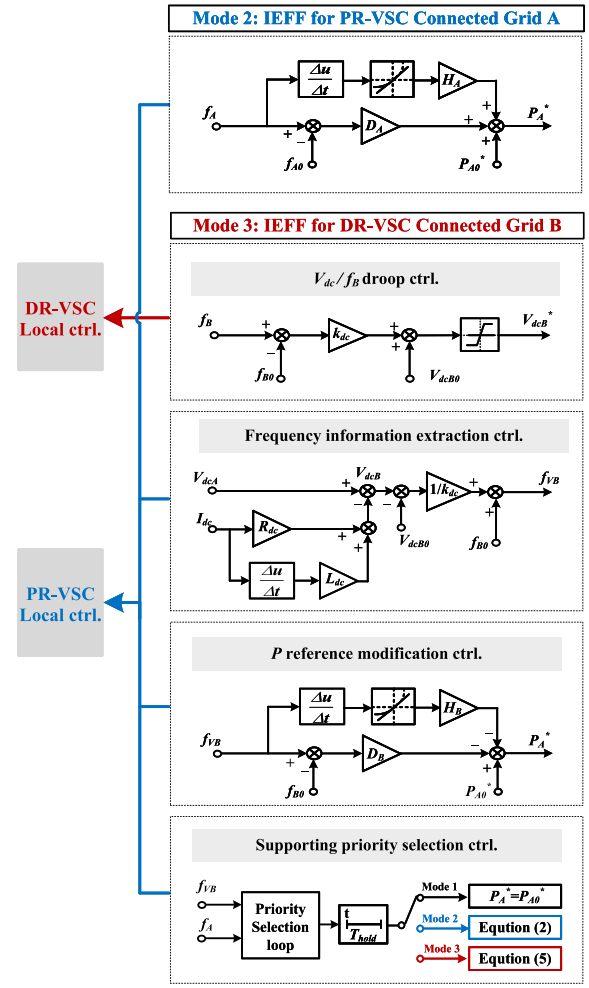 Mode 2: IEFF for PR-VSC Connected Grid A
Δu
Δt
H_A
f_A
+
−
D_A
+
+
+
P_A*
f_A0
P_A0*
Mode 3: IEFF for DR-VSC Connected Grid B
DR-VSC
Local ctrl.
V_dc / f_B droop ctrl.
f_B
+
−
k_dc
+
+
V_dcB*
f_B0
V_dcB0
Frequency information extraction ctrl.
V_dcA
+
−
V_dcB
−
1/k_dc
+
+
f_VB
I_dc
R_dc
+
+
V_dcB0
f_B0
Δu
Δt
L_dc
PR-VSC
Local ctrl.
P reference modification ctrl.
Δu
Δt
H_B
f_VB
+
−
D_B
−
−
+
P_A*
f_B0
P_A0*
Supporting priority selection ctrl.
f_VB
f_A
Priority
Selection
loop
t
T_hold
Mode 1
P_A*=P_A0*
Mode 2
Eqution (2)
Mode 3
Eqution (5)